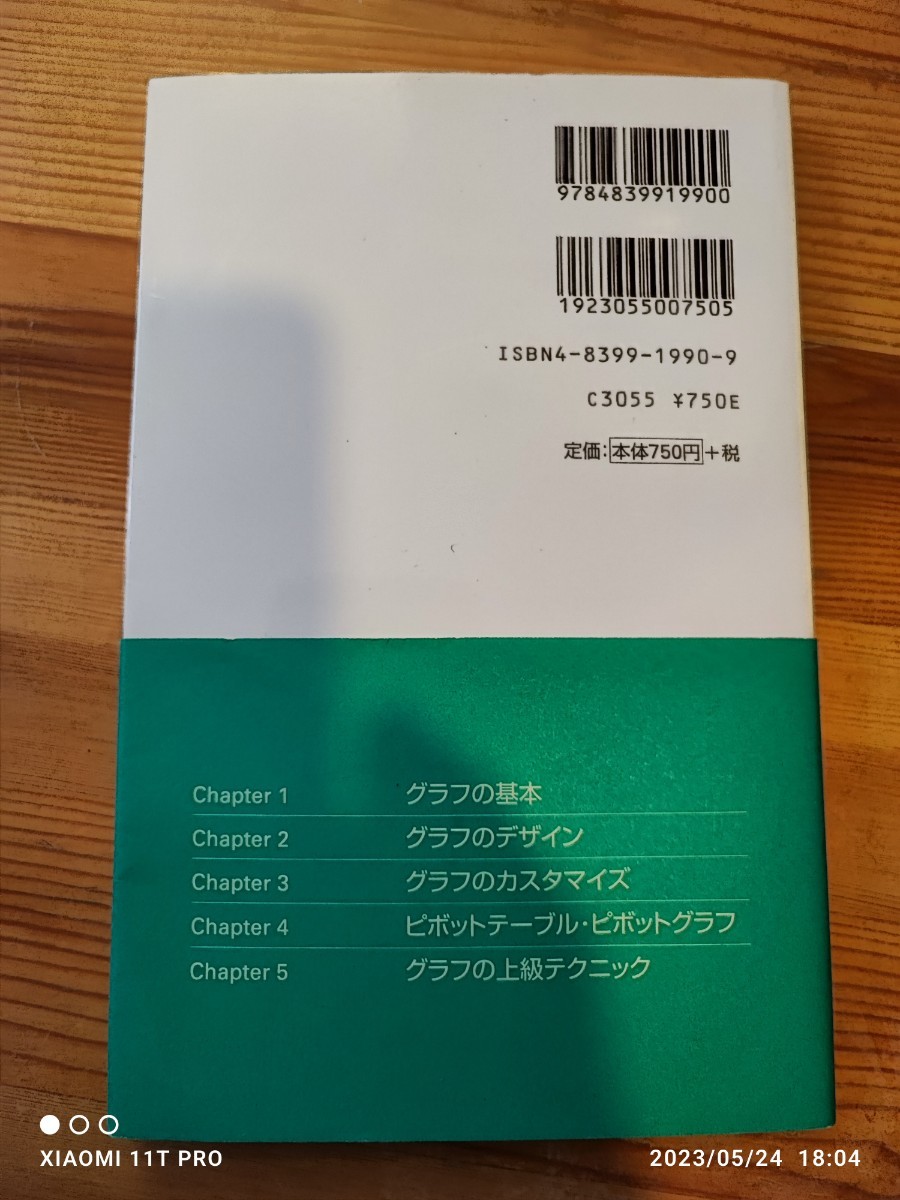 9784839919900
1923055007505
ISBN4-8399-1990-9
C3055 ¥750E
定価：本体750円＋税
Chapter 1 グラフの基本
Chapter 2 グラフのデザイン
Chapter 3 グラフのカスタマイズ
Chapter 4 ピボットテーブル・ピボットグラフ
Chapter 5 グラフの上級テクニック
XIAOMI 11T PRO 2023/05/24 18:04